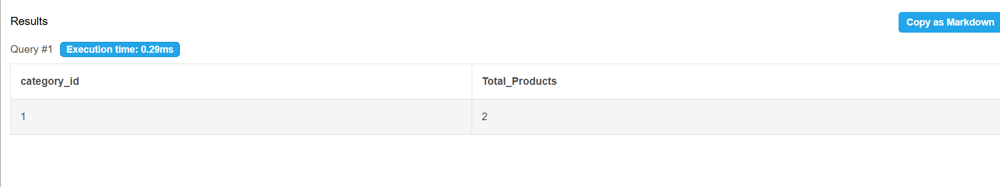 Results
Copy as Markdown
Query #1 Execution time: 0.29ms
category_id Total_Products
1 2